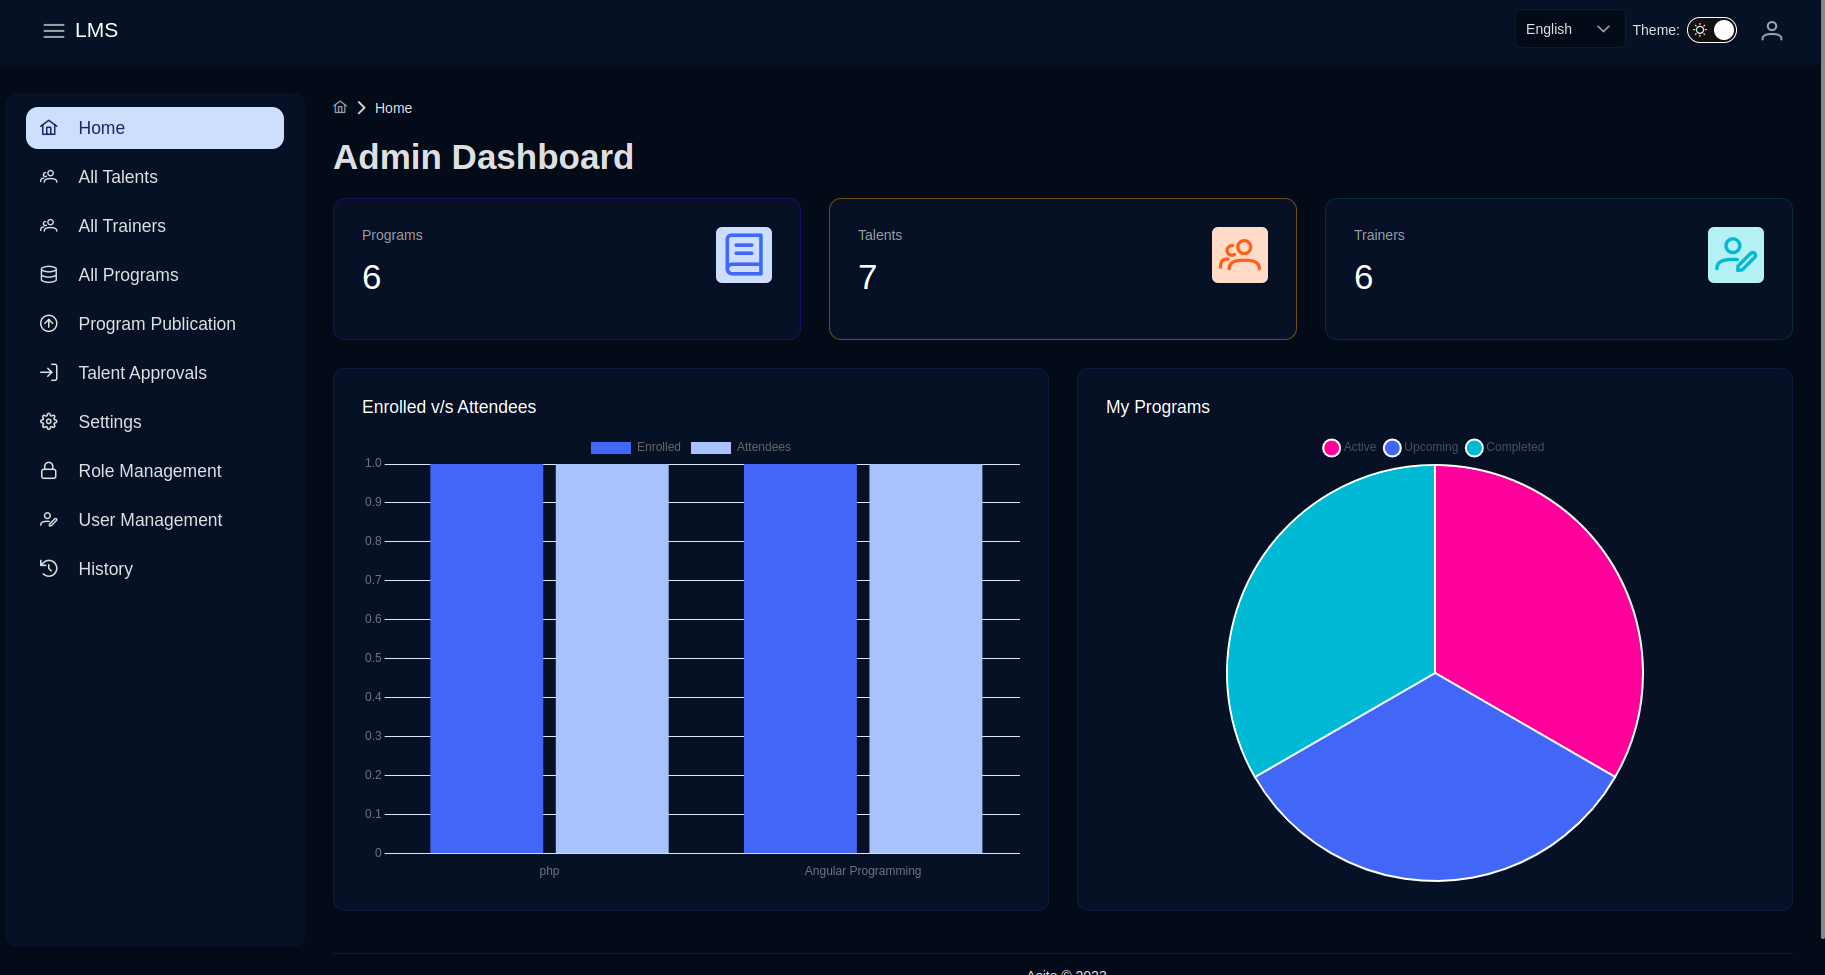 LMS
English
Theme:
Home
All Talents
All Trainers
All Programs
Program Publication
Talent Approvals
Settings
Role Management
User Management
History
Home
Admin Dashboard
Programs
6
Talents
7
Trainers
6
Enrolled v/s Attendees
Enrolled Attendees
1.0
0.9
0.8
0.7
0.6
0.5
0.4
0.3
0.2
0.1
0
php Angular Programming
My Programs
Active Upcoming Completed
© 2023